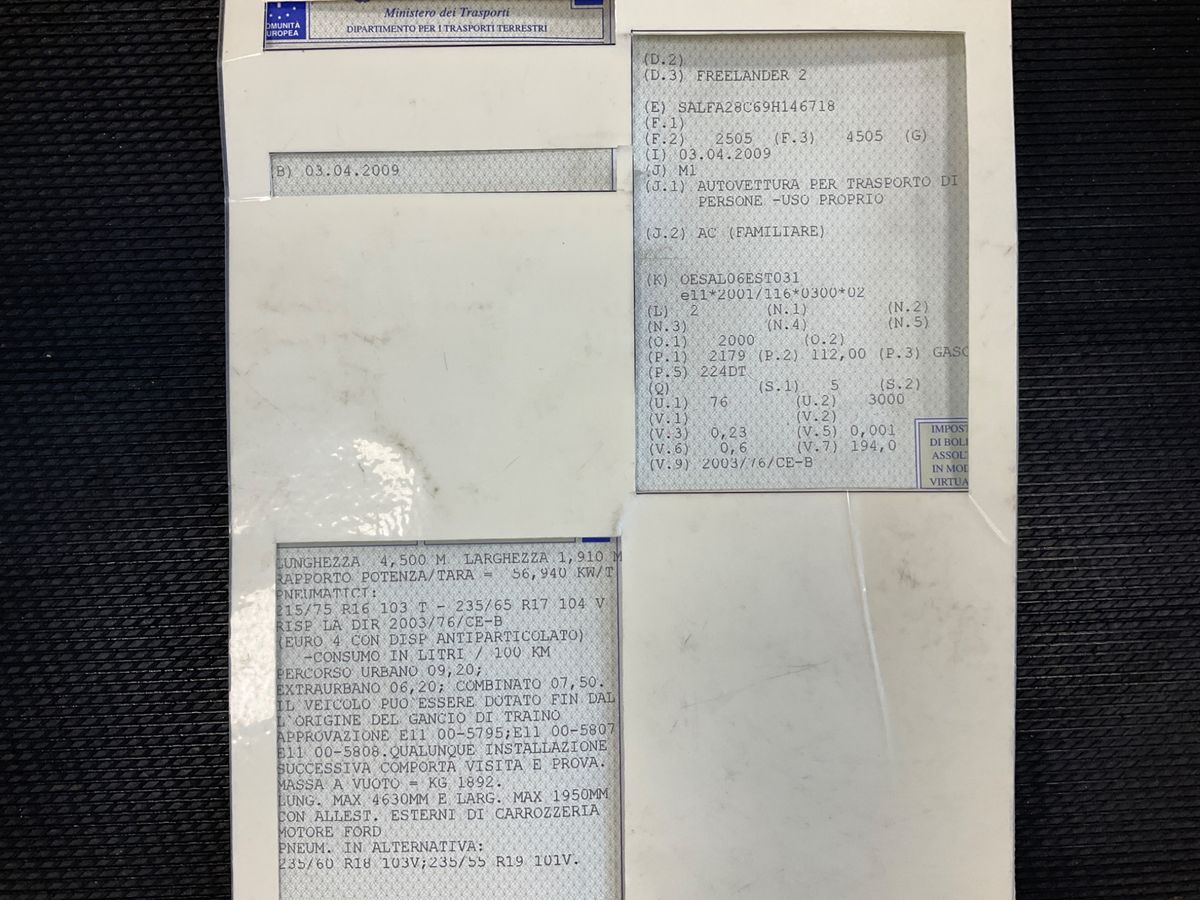 OMUNITÀ
UROPEA
Ministero dei Trasporti
DIPARTIMENTO PER I TRASPORTI TERRESTRI
B) 03.04.2009
(D.2)
(D.3) FREELANDER 2
(E) SALFA28C69H146718
(F.1)
(F.2) 2505 (F.3) 4505 (G)
(I) 03.04.2009
(J) M1
(J.1) AUTOVETTURA PER TRASPORTO DI
PERSONE -USO PROPRIO
(J.2) AC (FAMILIARE)
(K) OESAL06EST031
e11*2001/116*0300*02
(L) 2 (N.1) (N.2)
(N.3) (N.4) (N.5)
(O.1) 2000 (O.2)
(P.1) 2179 (P.2) 112,00 (P.3) GASO
(P.5) 224DT
(Q) (S.1) 5 (S.2)
(U.1) 76 (U.2) 3000
(V.1) (V.2)
(V.3) 0,23 (V.5) 0,001
(V.6) 0,6 (V.7) 194,0
(V.9) 2003/76/CE-B
IMPOST
DI BOLL
ASSOLT
IN MOD
VIRTUA
LUNGHEZZA 4,500 M LARGHEZZA 1,910 M
RAPPORTO POTENZA/TARA = 56,940 KW/T
PNEUMATICI:
215/75 R16 103 T - 235/65 R17 104 V
RISP LA DIR 2003/76/CE-B
(EURO 4 CON DISP ANTIPARTICOLATO)
-CONSUMO IN LITRI / 100 KM
PERCORSO URBANO 09,20;
EXTRAURBANO 06,20; COMBINATO 07,50.
IL VEICOLO PUO'ESSERE DOTATO FIN DAL
L'ORIGINE DEL GANCIO DI TRAINO
APPROVAZIONE E11 00-5795;E11 00-5807
E11 00-5808.QUALUNQUE INSTALLAZIONE
SUCCESSIVA COMPORTA VISITA E PROVA.
MASSA A VUOTO = KG 1892.
LUNG. MAX 4630MM E LARG. MAX 1950MM
CON ALLEST. ESTERNI DI CARROZZERIA
MOTORE FORD
PNEUM. IN ALTERNATIVA:
235/60 R18 103V;235/55 R19 101V.